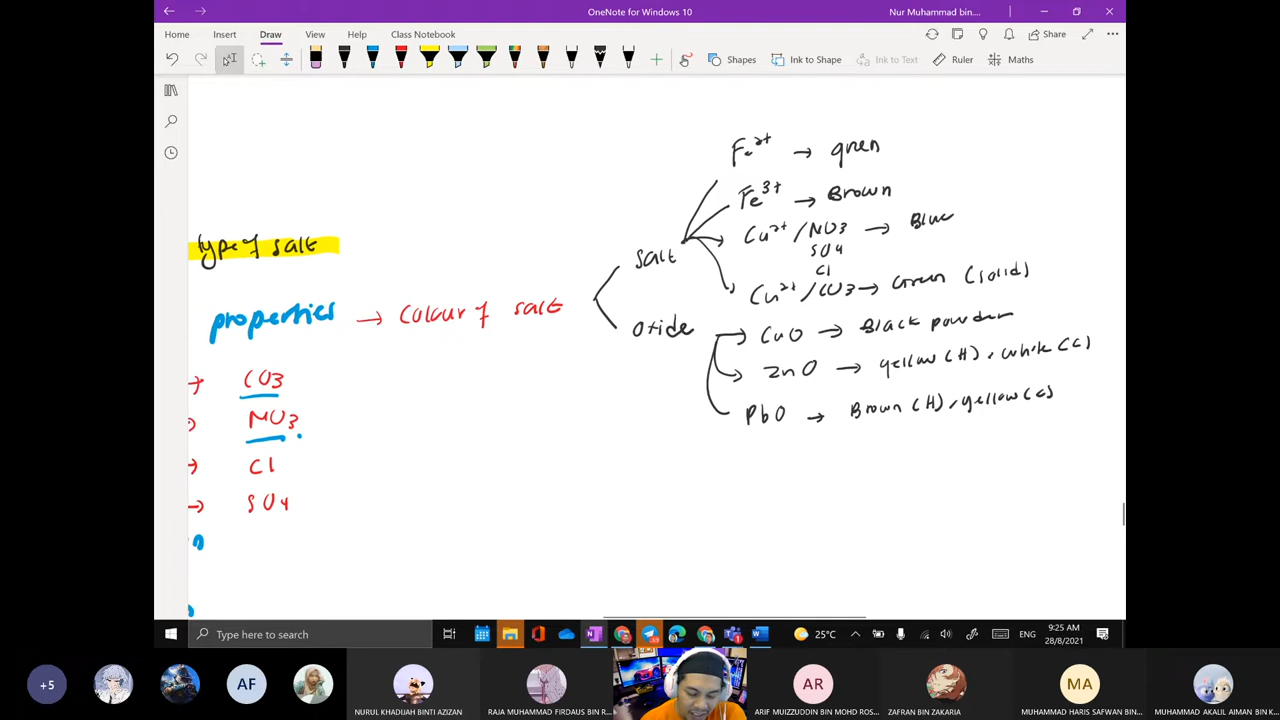 OneNote for Windows 10
Nur Muhammad bin....
Home Insert Draw View Help Class Notebook
Share
Shapes Ink to Shape Ink to Text Ruler Maths
type of salt
properties → Colour of salt
CO3
NO3
Cl
SO4
salt
Fe2+ → green
Fe3+ → Brown
Cu2+ / NO3 → Blue
SO4
Cl
Cu2+ / CO3 → Green (solid)
oxide
CuO → Black powder
ZnO → yellow (H), white (C)
PbO → Brown (H), yellow (C)
Type here to search
25°C
ENG
9:25 AM
28/8/2021
+5
AF
NURUL KHADIJAH BINTI AZIZAN
RAJA MUHAMMAD FIRDAUS BIN R...
AR
ARIF MUIZZUDDIN BIN MOHD ROS...
ZAFRAN BIN ZAKARIA
MA
MUHAMMAD HARIS SAFWAN BIN M...
MUHAMMAD AKALIL AIMAN BIN K...